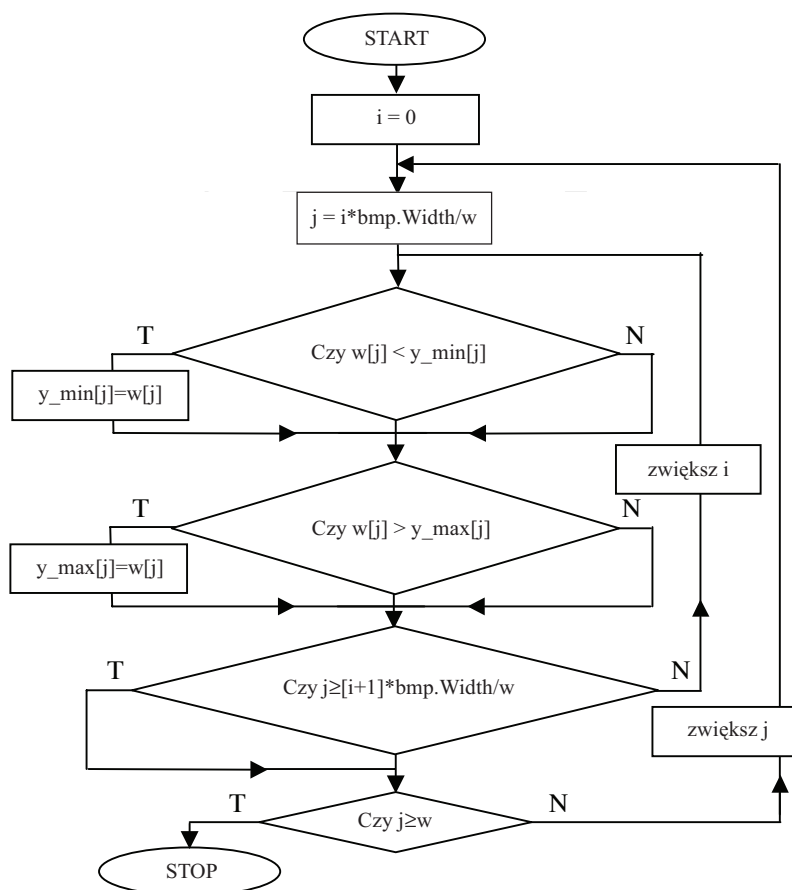 START
i = 0
j = i*bmp.Width/w
T
N
Czy w[j] < y_min[j]
y_min[j]=w[j]
zwiększ i
T
N
Czy w[j] > y_max[j]
y_max[j]=w[j]
T
N
Czy j≥[i+1]*bmp.Width/w
zwiększ j
T
N
Czy j≥w
STOP